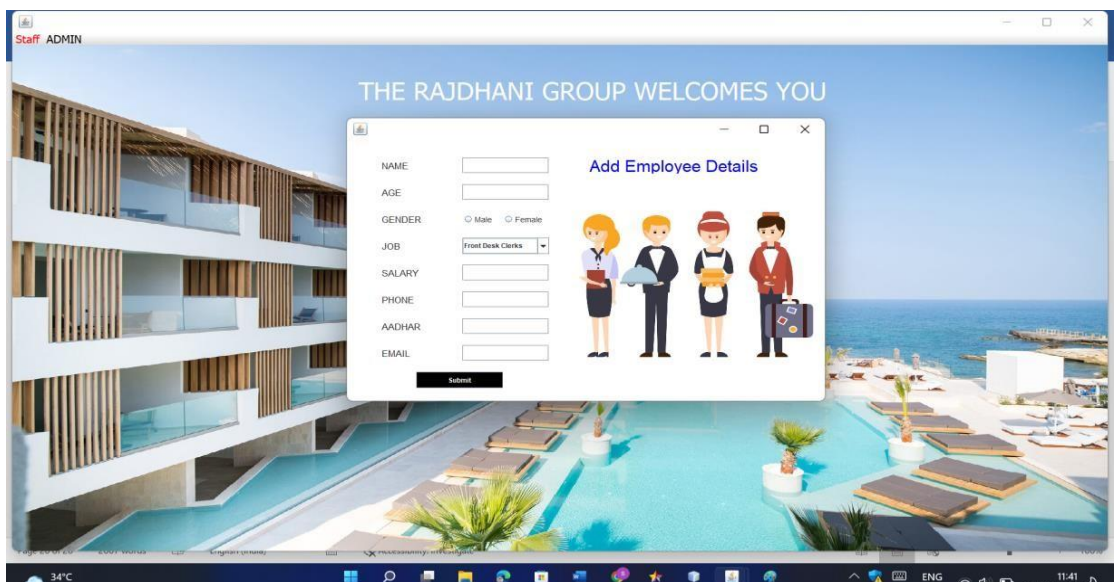 Staff ADMIN
THE RAJDHANI GROUP WELCOMES YOU
Add Employee Details
NAME
AGE
GENDER Male Female
JOB Front Desk Clerks
SALARY
PHONE
AADHAR
EMAIL
Submit
34°C
ENG
11:41